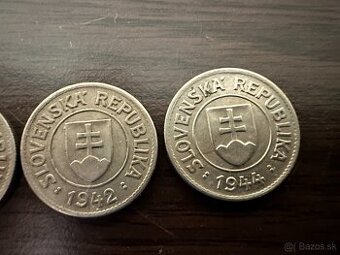 SLOVENSKÁ REPUBLIKA
1942
SLOVENSKÁ REPUBLIKA
1944
Bazos.sk